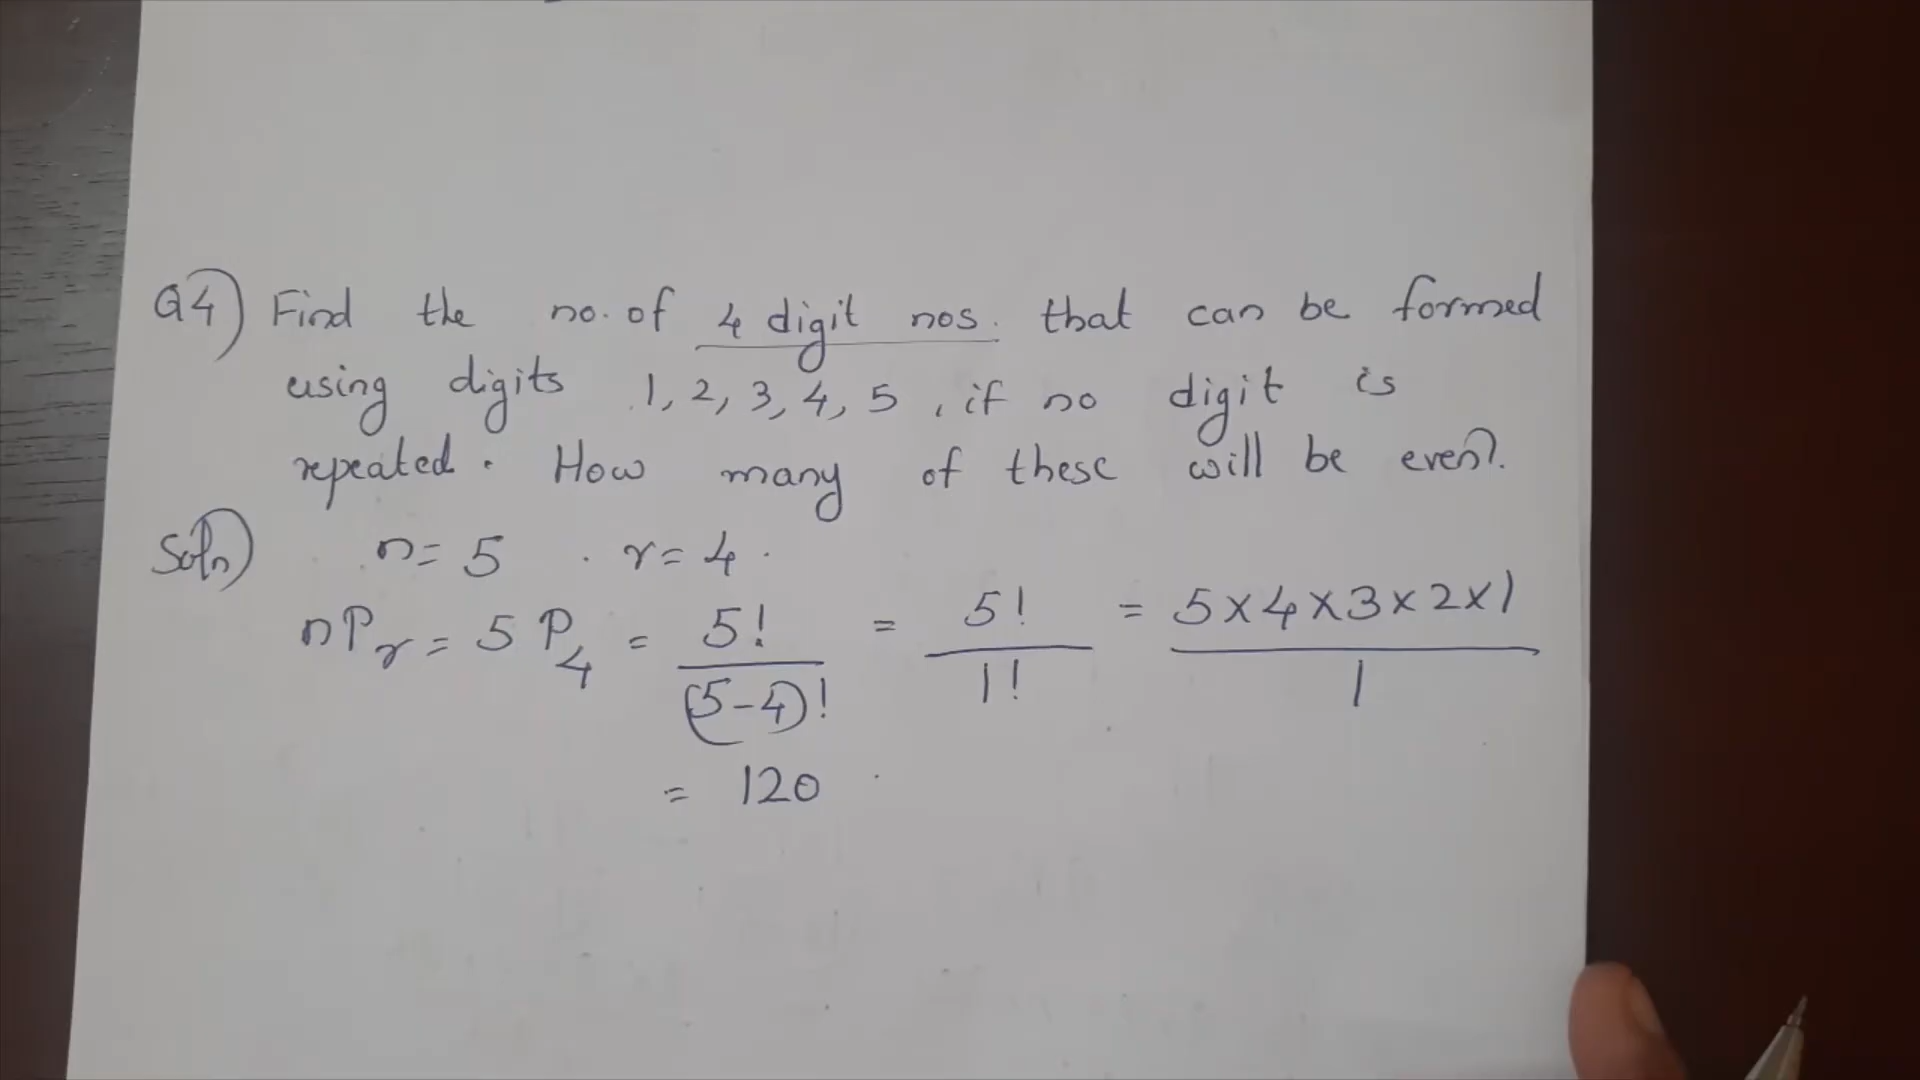 Q4) Find the no. of 4 digit nos. that can be formed
using digits 1, 2, 3, 4, 5, if no digit is
repeated. How many of these will be even?
Soln) n = 5 . r = 4 .
nPr = 5P4 = 5!/(5-4)! = 5!/1! = 5×4×3×2×1/1
= 120